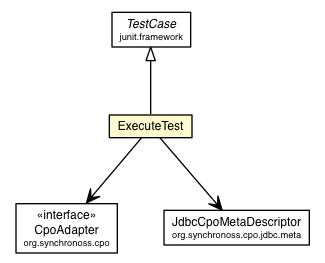 TestCase
junit.framework
ExecuteTest
«interface»
CpoAdapter
org.synchronoss.cpo
JdbcCpoMetaDescriptor
org.synchronoss.cpo.jdbc.meta